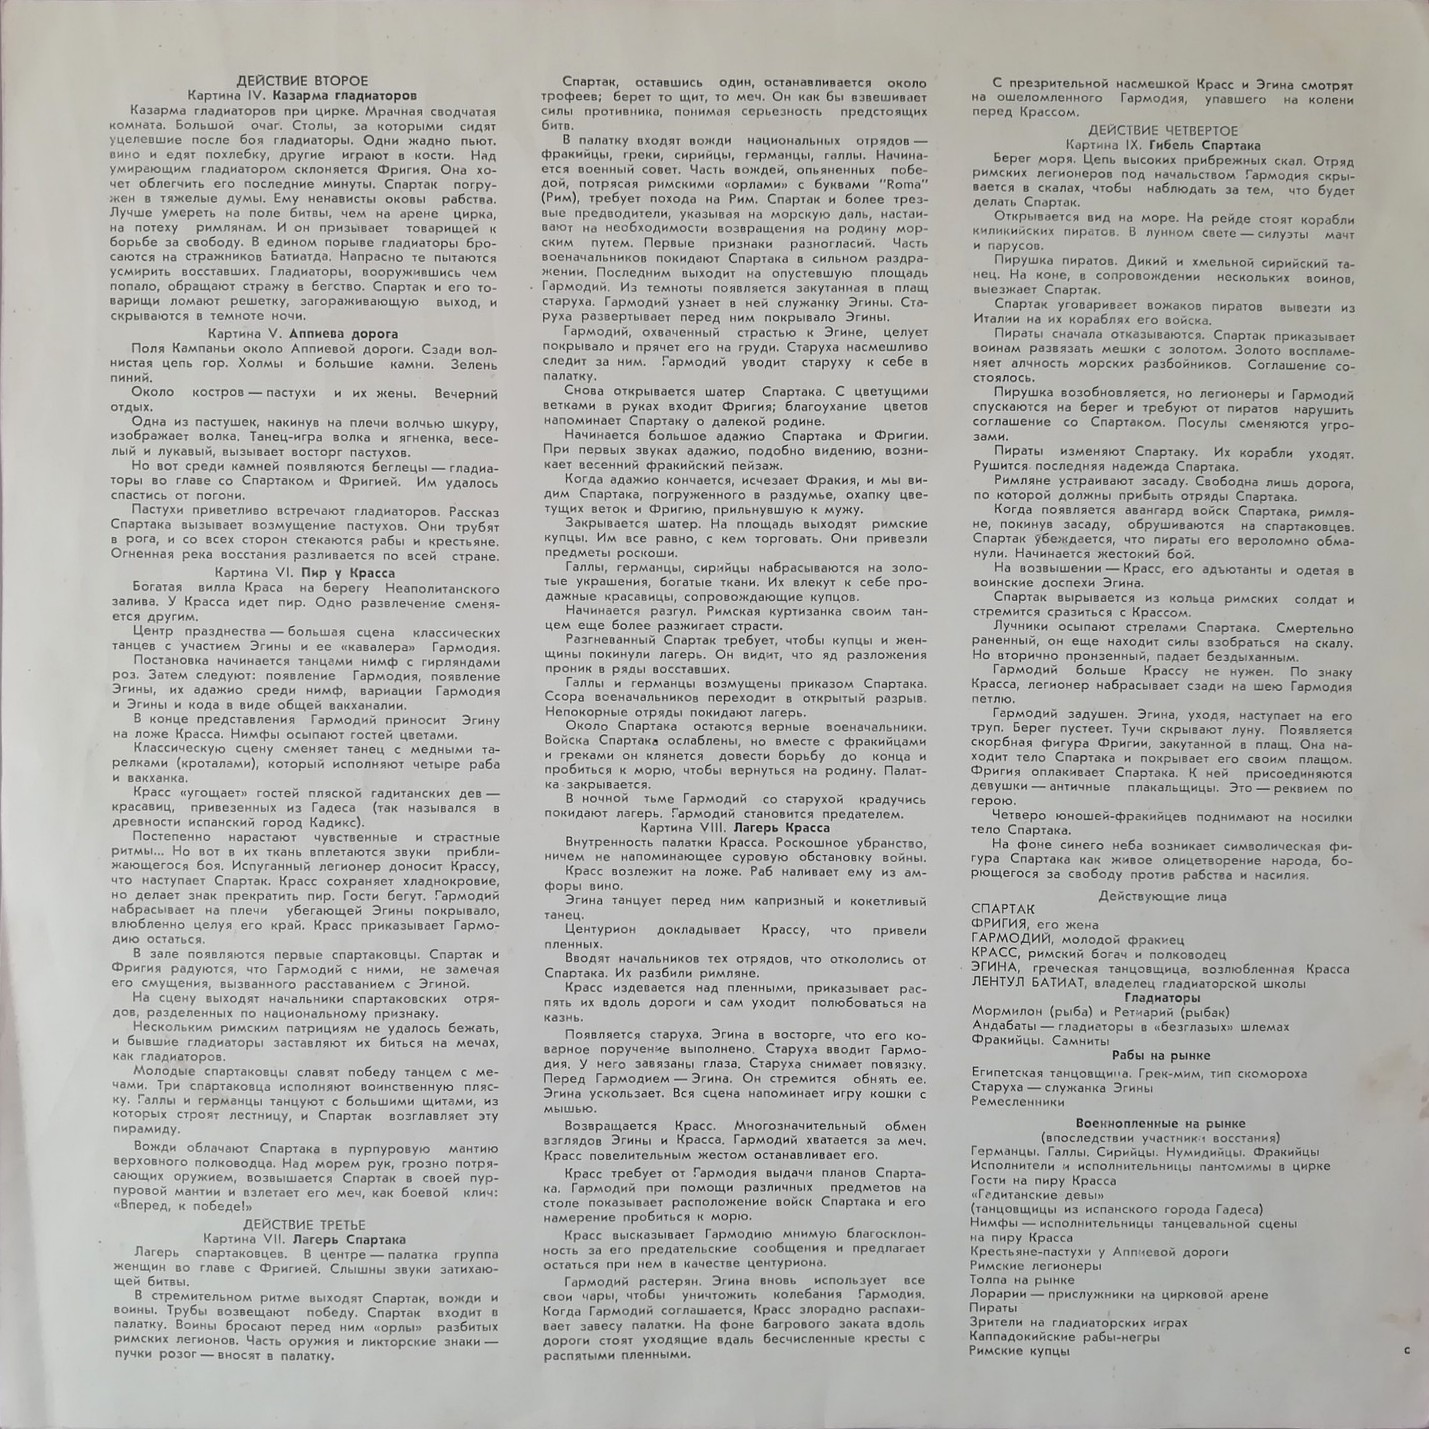 ДЕЙСТВИЕ ВТОРОЕ
Картина IV. Казарма гладиаторов
Казарма гладиаторов при цирке. Мрачная сводчатая
комната. Большой очаг. Столы, за которыми сидят
уцелевшие после боя гладиаторы. Одни жадно пьют.
вино и едят похлебку, другие играют в кости. Над
умирающим гладиатором склоняется Фригия. Она хо-
чет облегчить его последние минуты. Спартак погру-
жен в тяжелые думы. Ему ненависты оковы рабства.
Лучше умереть на поле битвы, чем на арене цирка,
на потеху римлянам. И он призывает товарищей к
борьбе за свободу. В едином порыве гладиаторы бро-
саются на стражников Батиатда. Напрасно те пытаются
усмирить восставших. Гладиаторы, вооружившись чем
попало, обращают стражу в бегство. Спартак и его то-
варищи ломают решетку, загораживающую выход, и
скрываются в темноте ночи.
Картина V. Аппиева дорога
Поля Кампаньи около Аппиевой дороги. Сзади вол-
нистая цепь гор. Холмы и большие камни. Зелень
пиний.
Около костров — пастухи и их жены. Вечерний
отдых.
Одна из пастушек, накинув на плечи волчью шкуру,
изображает волка. Танец-игра волка и ягненка, весе-
лый и лукавый, вызывает восторг пастухов.
Но вот среди камней появляются беглецы — гладиа-
торы во главе со Спартаком и Фригией. Им удалось
спастись от погони.
Пастухи приветливо встречают гладиаторов. Рассказ
Спартака вызывает возмущение пастухов. Они трубят
в рога, и со всех сторон стекаются рабы и крестьяне.
Огненная река восстания разливается по всей стране.
Картина VI. Пир у Красса
Богатая вилла Краса на берегу Неаполитанского
залива. У Красса идет пир. Одно развлечение сменя-
ется другим.
Центр празднества — большая сцена классических
танцев с участием Эгины и ее «кавалера» Гармодия.
Постановка начинается танцами нимф с гирляндами
роз. Затем следуют: появление Гармодия, появление
Эгины, их адажио среди нимф, вариации Гармодия
и Эгины и кода в виде общей вакханалии.
В конце представления Гармодий приносит Эгину
на ложе Красса. Нимфы осыпают гостей цветами.
Классическую сцену сменяет танец с медными та-
релками (кроталами), который исполняют четыре раба
и вакханка.
Красс «угощает» гостей пляской гадитанских дев —
красавиц, привезенных из Гадеса (так назывался в
древности испанский город Кадикс).
Постепенно нарастают чувственные и страстные
ритмы... Но вот в их ткань вплетаются звуки прибли-
жающегося боя. Испуганный легионер доносит Крассу,
что наступает Спартак. Красс сохраняет хладнокровие,
но делает знак прекратить пир. Гости бегут. Гармодий
набрасывает на плечи убегающей Эгины покрывало,
влюбленно целуя его край. Красс приказывает Гармо-
дию остаться.
В зале появляются первые спартаковцы. Спартак и
Фригия радуются, что Гармодий с ними, не замечая
его смущения, вызванного расставанием с Эгиной.
На сцену выходят начальники спартаковских отря-
дов, разделенных по национальному признаку.
Нескольким римским патрициям не удалось бежать,
и бывшие гладиаторы заставляют их биться на мечах,
как гладиаторов.
Молодые спартаковцы славят победу танцем с ме-
чами. Три спартаковца исполняют воинственную пляс-
ку. Галлы и германцы танцуют с большими щитами, из
которых строят лестницу, и Спартак возглавляет эту
пирамиду.
Вожди облачают Спартака в пурпуровую мантию
верховного полководца. Над морем рук, грозно потря-
сающих оружием, возвышается Спартак в своей пур-
пуровой мантии и взлетает его меч, как боевой клич:
«Вперед, к победе!»
ДЕЙСТВИЕ ТРЕТЬЕ
Картина VII. Лагерь Спартака
Лагерь спартаковцев. В центре — палатка группа
женщин во главе с Фригией. Слышны звуки затихаю-
щей битвы.
В стремительном ритме выходят Спартак, вожди и
воины. Трубы возвещают победу. Спартак входит в
палатку. Воины бросают перед ним «орлы» разбитых
римских легионов. Часть оружия и ликторские знаки —
пучки розог — вносят в палатку.
Спартак, оставшись один, останавливается около
трофеев; берет то щит, то меч. Он как бы взвешивает
силы противника, понимая серьезность предстоящих
битв.
В палатку входят вожди национальных отрядов —
фракийцы, греки, сирийцы, германцы, галлы. Начина-
ется военный совет. Часть вождей, опьяненных побе-
дой, потрясая римскими «орлами» с буквами "Roma"
(Рим), требует похода на Рим. Спартак и более трез-
вые предводители, указывая на морскую даль, настаи-
вают на необходимости возвращения на родину мор-
ским путем. Первые признаки разногласий. Часть
военачальников покидают Спартака в сильном раздра-
жении. Последним выходит на опустевшую площадь
Гармодий. Из темноты появляется закутанная в плащ
старуха. Гармодий узнает в ней служанку Эгины. Ста-
руха развертывает перед ним покрывало Эгины.
Гармодий, охваченный страстью к Эгине, целует
покрывало и прячет его на груди. Старуха насмешливо
следит за ним. Гармодий уводит старуху к себе в
палатку.
Снова открывается шатер Спартака. С цветущими
ветками в руках входит Фригия; благоухание цветов
напоминает Спартаку о далекой родине.
Начинается большое адажио Спартака и Фригии.
При первых звуках адажио, подобно видению, возни-
кает весенний фракийский пейзаж.
Когда адажио кончается, исчезает Фракия, и мы ви-
дим Спартака, погруженного в раздумье, охапку цве-
тущих веток и Фригию, прильнувшую к мужу.
Закрывается шатер. На площадь выходят римские
купцы. Им все равно, с кем торговать. Они привезли
предметы роскоши.
Галлы, германцы, сирийцы набрасываются на золо-
тые украшения, богатые ткани. Их влекут к себе про-
дажные красавицы, сопровождающие купцов.
Начинается разгул. Римская куртизанка своим тан-
цем еще более разжигает страсти.
Разгневанный Спартак требует, чтобы купцы и жен-
щины покинули лагерь. Он видит, что яд разложения
проник в ряды восставших.
Галлы и германцы возмущены приказом Спартака.
Ссора военачальников переходит в открытый разрыв.
Непокорные отряды покидают лагерь.
Около Спартака остаются верные военачальники.
Войска Спартака ослаблены, но вместе с фракийцами
и греками он клянется довести борьбу до конца и
пробиться к морю, чтобы вернуться на родину. Палат-
ка закрывается.
В ночной тьме Гармодий со старухой крадучись
покидают лагерь. Гармодий становится предателем.
Картина VIII. Лагерь Красса
Внутренность палатки Красса. Роскошное убранство,
ничем не напоминающее суровую обстановку войны.
Красс возлежит на ложе. Раб наливает ему из ам-
форы вино.
Эгина танцует перед ним капризный и кокетливый
танец.
Центурион докладывает Крассу, что привели
пленных.
Вводят начальников тех отрядов, что откололись от
Спартака. Их разбили римляне.
Красс издевается над пленными, приказывает рас-
пять их вдоль дороги и сам уходит полюбоваться на
казнь.
Появляется старуха. Эгина в восторге, что его ко-
варное поручение выполнено. Старуха вводит Гармо-
дия. У него завязаны глаза. Старуха снимает повязку.
Перед Гармодием — Эгина. Он стремится обнять ее.
Эгина ускользает. Вся сцена напоминает игру кошки с
мышью.
Возвращается Красс. Многозначительный обмен
взглядов Эгины и Красса. Гармодий хватается за меч.
Красс повелительным жестом останавливает его.
Красс требует от Гармодия выдачи планов Спарта-
ка. Гармодий при помощи различных предметов на
столе показывает расположение войск Спартака и его
намерение пробиться к морю.
Красс высказывает Гармодию мнимую благосклон-
ность за его предательские сообщения и предлагает
остаться при нем в качестве центуриона.
Гармодий растерян. Эгина вновь использует все
свои чары, чтобы уничтожить колебания Гармодия.
Когда Гармодий соглашается, Красс злорадно распахи-
вает завесу палатки. На фоне багрового заката вдоль
дороги стоят уходящие вдаль бесчисленные кресты с
распятыми пленными.
С презрительной насмешкой Красс и Эгина смотрят
на ошеломленного Гармодия, упавшего на колени
перед Крассом.
ДЕЙСТВИЕ ЧЕТВЕРТОЕ
Картина IX. Гибель Спартака
Берег моря. Цепь высоких прибрежных скал. Отряд
римских легионеров под начальством Гармодия скры-
вается в скалах, чтобы наблюдать за тем, что будет
делать Спартак.
Открывается вид на море. На рейде стоят корабли
киликийских пиратов. В лунном свете — силуэты мачт
и парусов.
Пирушка пиратов. Дикий и хмельной сирийский та-
нец. На коне, в сопровождении нескольких воинов,
выезжает Спартак.
Спартак уговаривает вожаков пиратов вывезти из
Италии на их кораблях его войска.
Пираты сначала отказываются. Спартак приказывает
воинам развязать мешки с золотом. Золото воспламе-
няет алчность морских разбойников. Соглашение со-
стоялось.
Пирушка возобновляется, но легионеры и Гармодий
спускаются на берег и требуют от пиратов нарушить
соглашение со Спартаком. Посулы сменяются угро-
зами.
Пираты изменяют Спартаку. Их корабли уходят.
Рушится последняя надежда Спартака.
Римляне устраивают засаду. Свободна лишь дорога,
по которой должны прибыть отряды Спартака.
Когда появляется авангард войск Спартака, римля-
не, покинув засаду, обрушиваются на спартаковцев.
Спартак убеждается, что пираты его вероломно обма-
нули. Начинается жестокий бой.
На возвышении — Красс, его адъютанты и одетая в
воинские доспехи Эгина.
Спартак вырывается из кольца римских солдат и
стремится сразиться с Крассом.
Лучники осыпают стрелами Спартака. Смертельно
раненный, он еще находит силы взобраться на скалу.
Но вторично пронзенный, падает бездыханным.
Гармодий больше Крассу не нужен. По знаку
Красса, легионер набрасывает сзади на шею Гармодия
петлю.
Гармодий задушен. Эгина, уходя, наступает на его
труп. Берег пустеет. Тучи скрывают луну. Появляется
скорбная фигура Фригии, закутанной в плащ. Она на-
ходит тело Спартака и покрывает его своим плащом.
Фригия оплакивает Спартака. К ней присоединяются
девушки — античные плакальщицы. Это — реквием по
герою.
Четверо юношей-фракийцев поднимают на носилки
тело Спартака.
На фоне синего неба возникает символическая фи-
гура Спартака как живое олицетворение народа, бо-
рющегося за свободу против рабства и насилия.
Действующие лица
СПАРТАК
ФРИГИЯ, его жена
ГАРМОДИЙ, молодой фракиец
КРАСС, римский богач и полководец
ЭГИНА, греческая танцовщица, возлюбленная Красса
ЛЕНТУЛ БАТИАТ, владелец гладиаторской школы
Гладиаторы
Мормилон (рыба) и Ретиарий (рыбак)
Андабаты — гладиаторы в «безглазых» шлемах
Фракийцы. Самниты
Рабы на рынке
Египетская танцовщица. Грек-мим, тип скомороха
Старуха — служанка Эгины
Ремесленники
Военнопленные на рынке
(впоследствии участники восстания)
Германцы. Галлы. Сирийцы. Нумидийцы. Фракийцы
Исполнители и исполнительницы пантомимы в цирке
Гости на пиру Красса
«Гадитанские девы»
(танцовщицы из испанского города Гадеса)
Нимфы — исполнительницы танцевальной сцены
на пиру Красса
Крестьяне-пастухи у Аппиевой дороги
Римские легионеры
Толпа на рынке
Лорарии — прислужники на цирковой арене
Пираты
Зрители на гладиаторских играх
Каппадокийские рабы-негры
Римские купцы
с